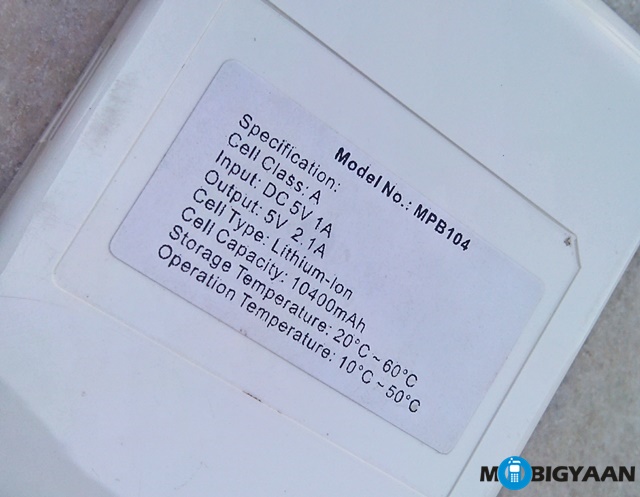 Model No.: MPB104
Specification:
Cell Class: A
Input: DC 5V 1A
Output: 5V 2.1A
Cell Type: Lithium-Ion
Cell Capacity: 10400mAh
Storage Temperature: 20°C ~ 60°C
Operation Temperature: 10°C ~ 50°C
MOBIGYAAN